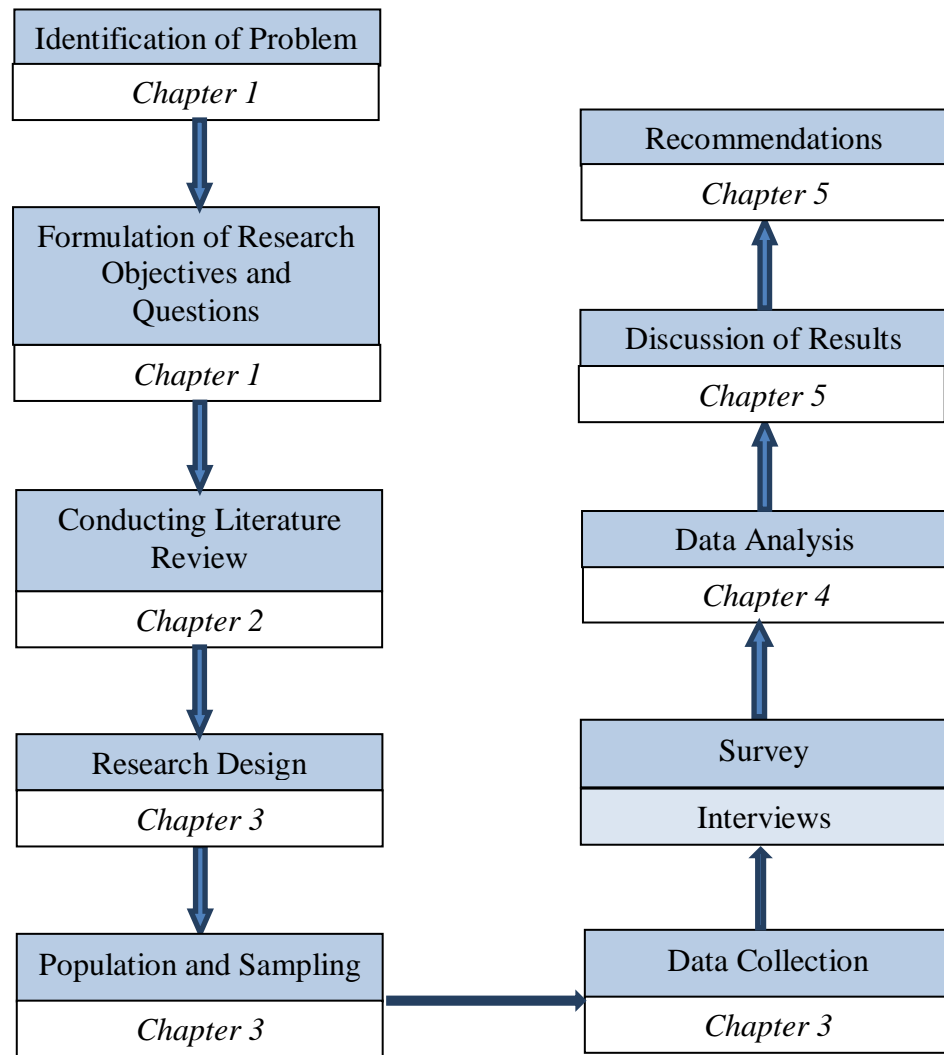 Identification of Problem
Chapter 1
Formulation of Research
Objectives and
Questions
Chapter 1
Conducting Literature
Review
Chapter 2
Research Design
Chapter 3
Population and Sampling
Chapter 3
Data Collection
Chapter 3
Survey
Interviews
Data Analysis
Chapter 4
Discussion of Results
Chapter 5
Recommendations
Chapter 5